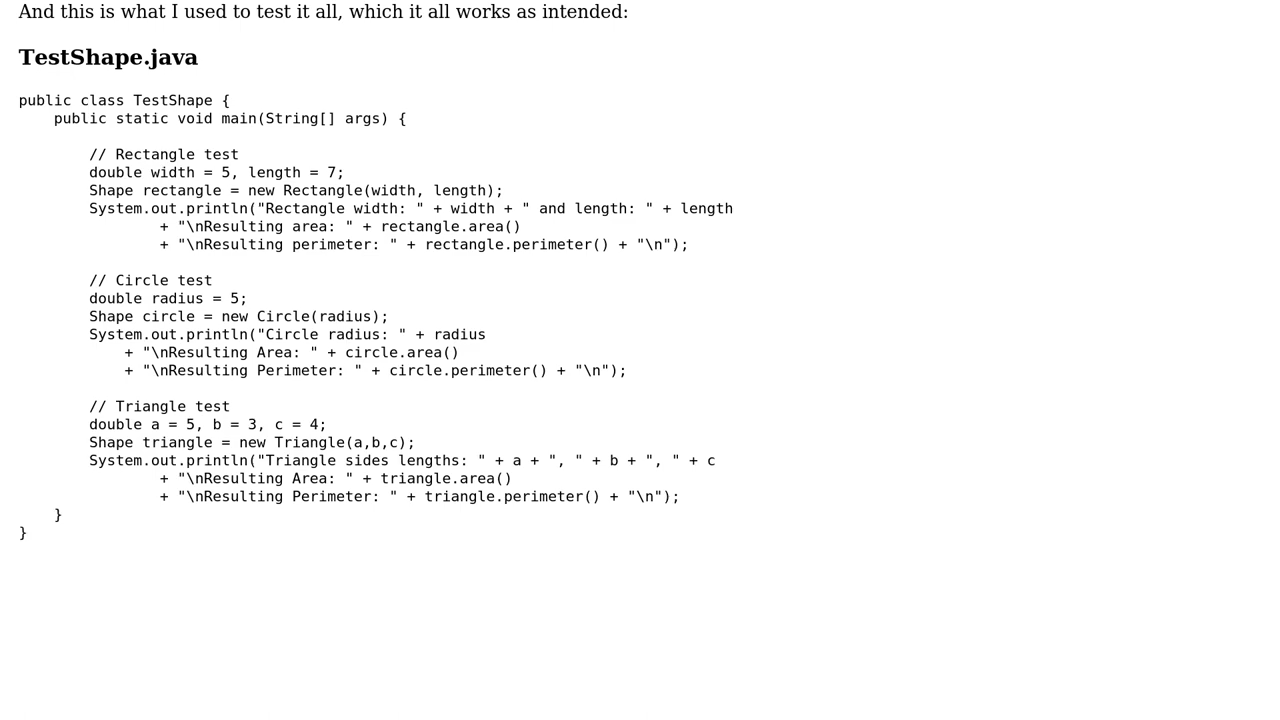 And this is what I used to test it all, which it all works as intended:
TestShape.java
public class TestShape {
    public static void main(String[] args) {

        // Rectangle test
        double width = 5, length = 7;
        Shape rectangle = new Rectangle(width, length);
        System.out.println("Rectangle width: " + width + " and length: " + length
                + "\nResulting area: " + rectangle.area()
                + "\nResulting perimeter: " + rectangle.perimeter() + "\n");

        // Circle test
        double radius = 5;
        Shape circle = new Circle(radius);
        System.out.println("Circle radius: " + radius
            + "\nResulting Area: " + circle.area()
            + "\nResulting Perimeter: " + circle.perimeter() + "\n");

        // Triangle test
        double a = 5, b = 3, c = 4;
        Shape triangle = new Triangle(a,b,c);
        System.out.println("Triangle sides lengths: " + a + ", " + b + ", " + c
                + "\nResulting Area: " + triangle.area()
                + "\nResulting Perimeter: " + triangle.perimeter() + "\n");
    }
}